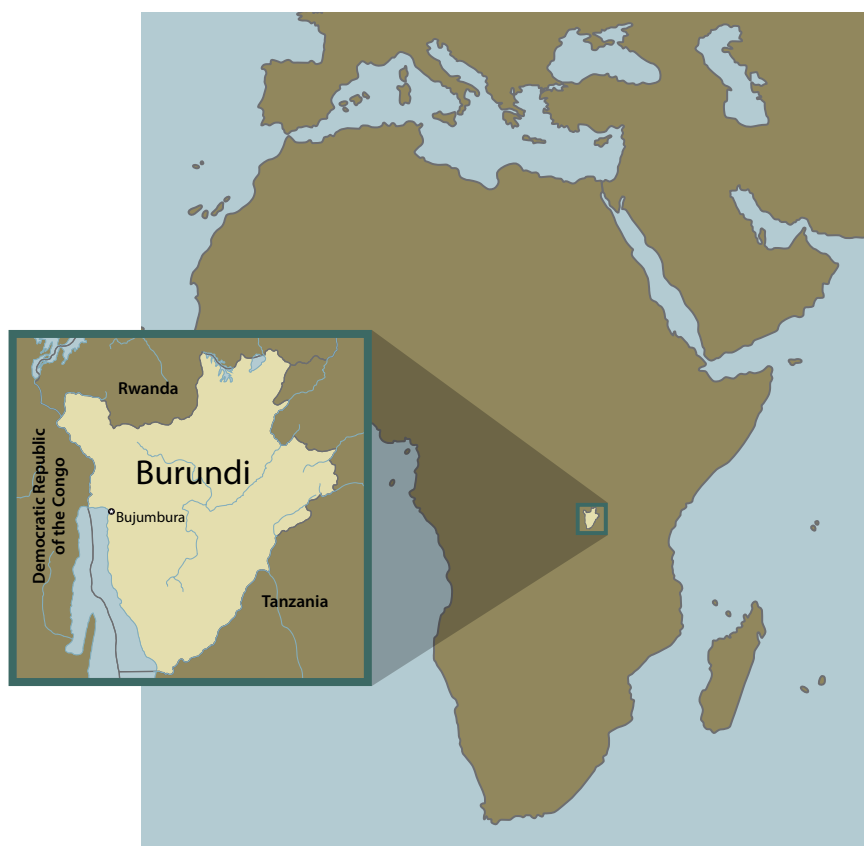 Rwanda
Democratic Republic
of the Congo
Burundi
Bujumbura
Tanzania